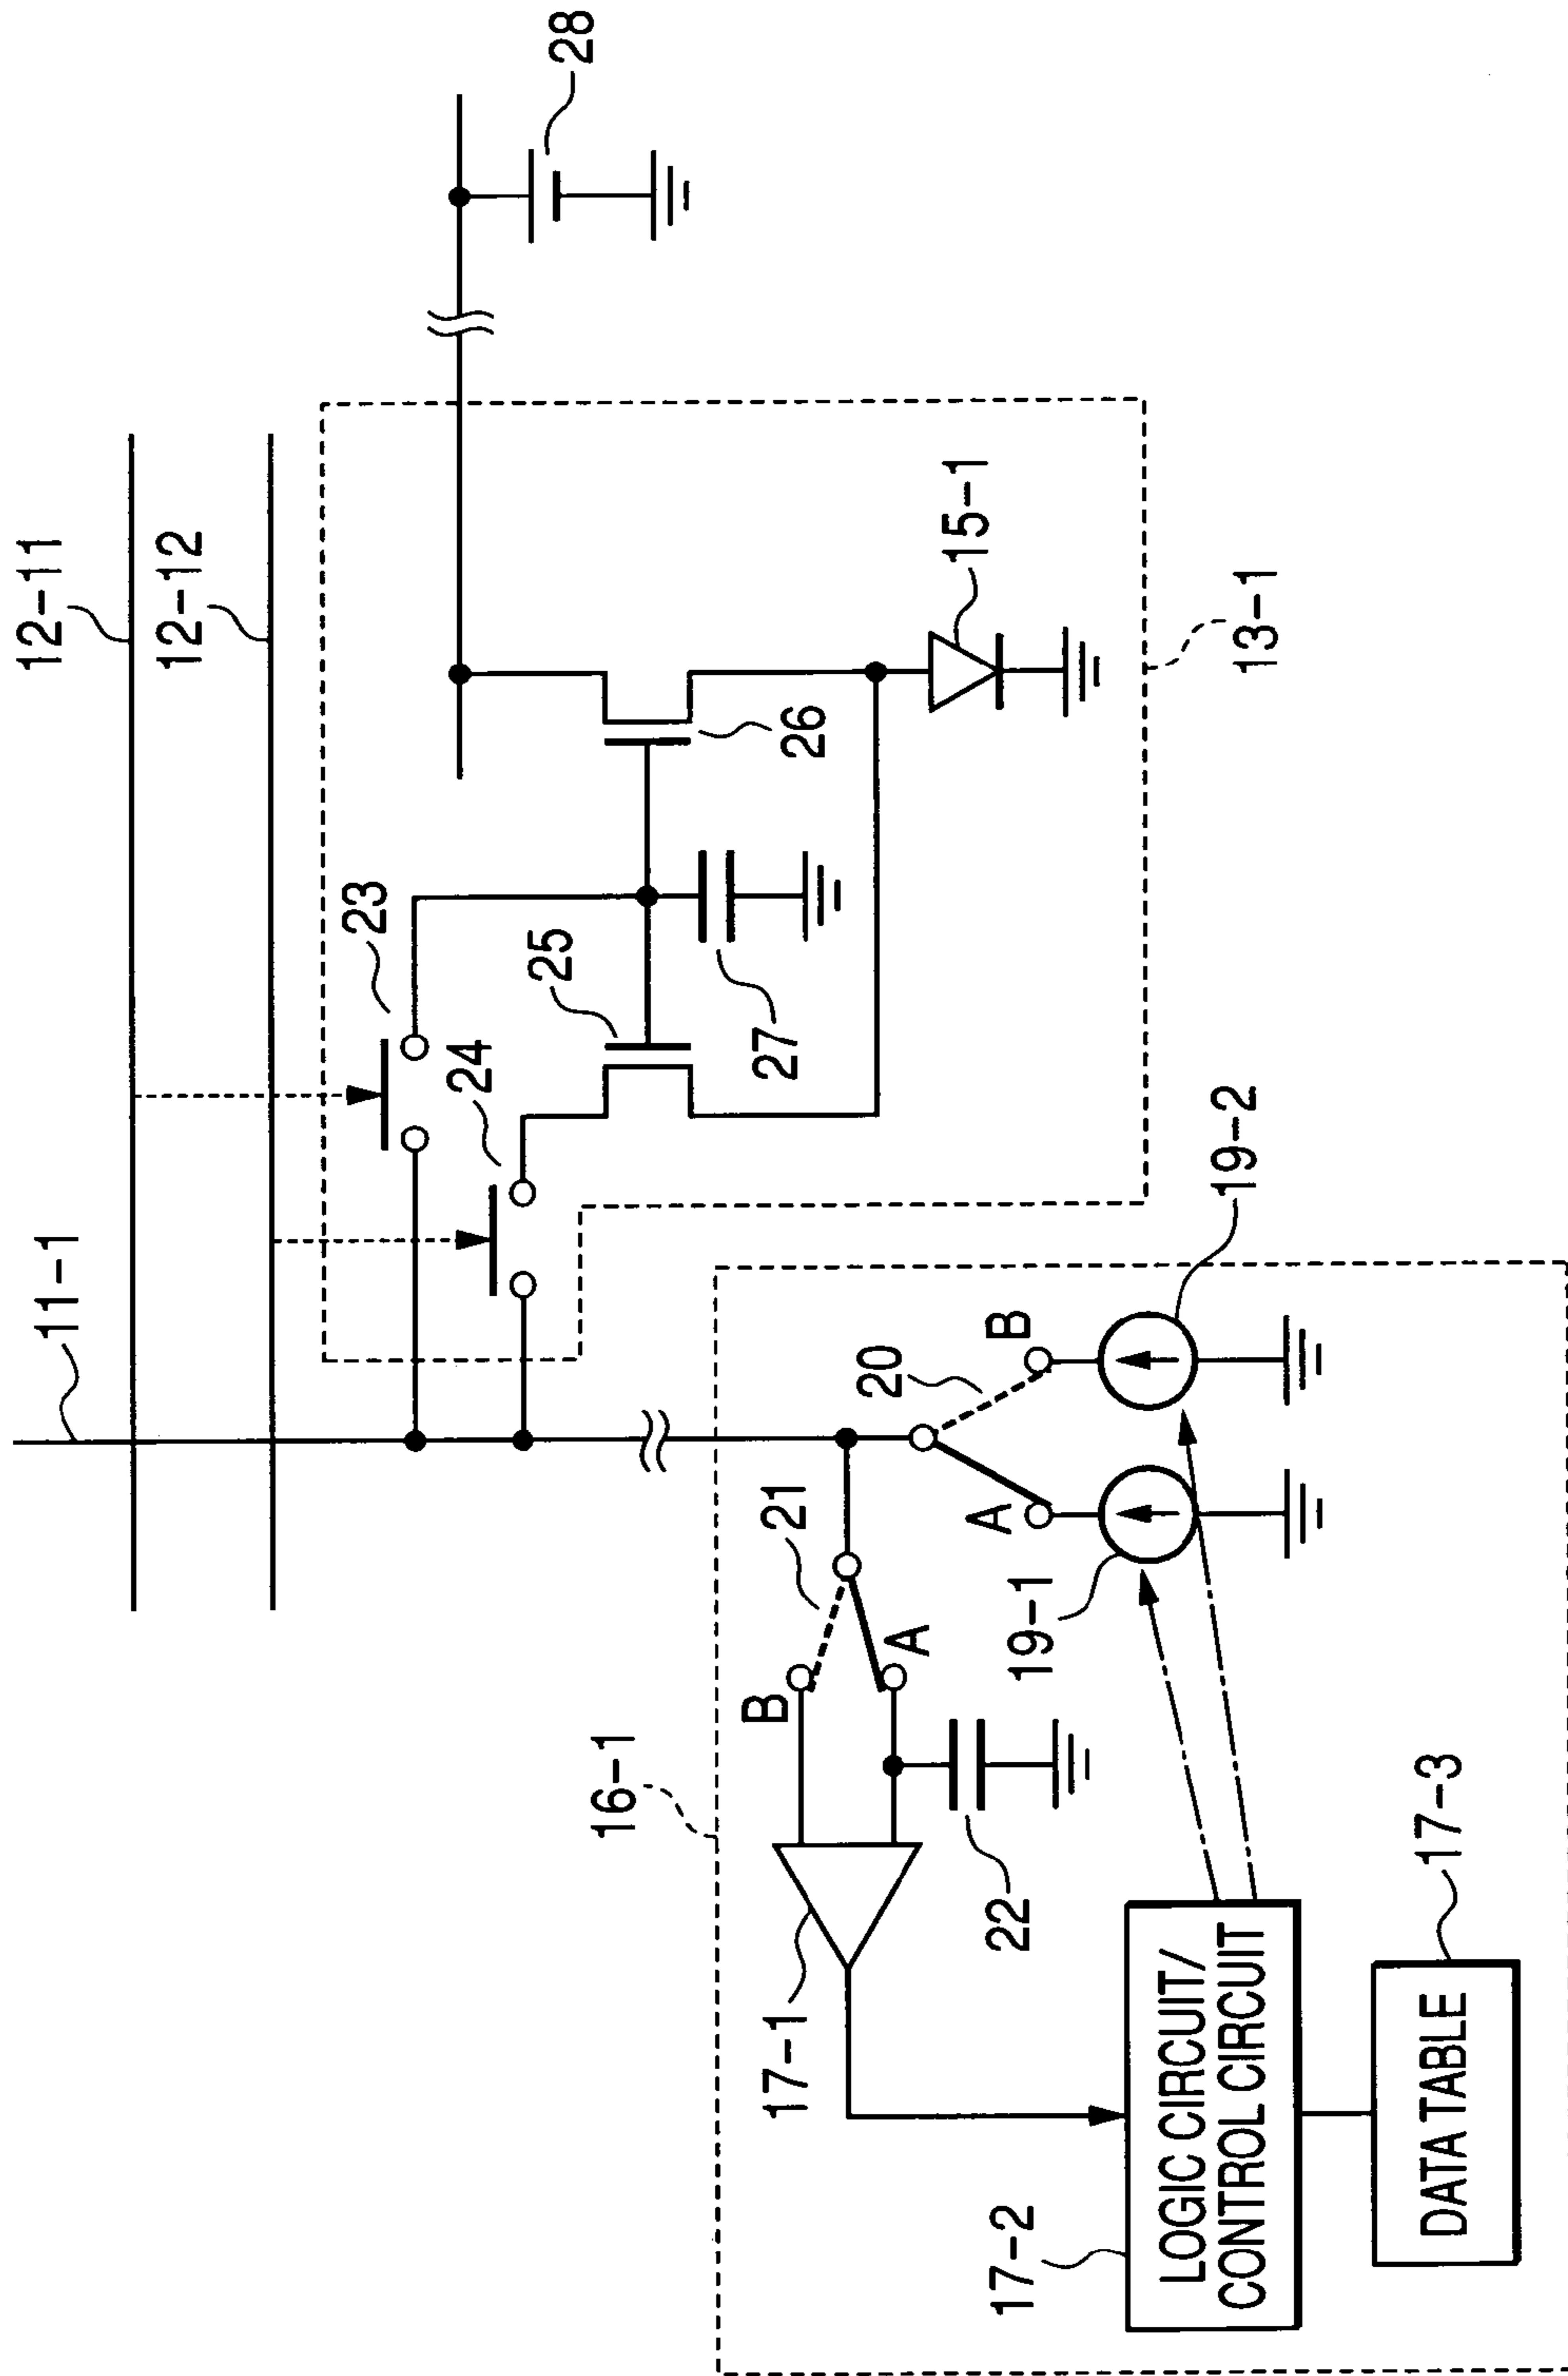 11-1
12-11
12-12
23
24
25
26
27
28
15-1
13-1
16-1
21
20
B
A
A
B
17-1
22
19-1
19-2
17-2
LOGIC CIRCUIT/
CONTROL CIRCUIT
DATA TABLE
17-3